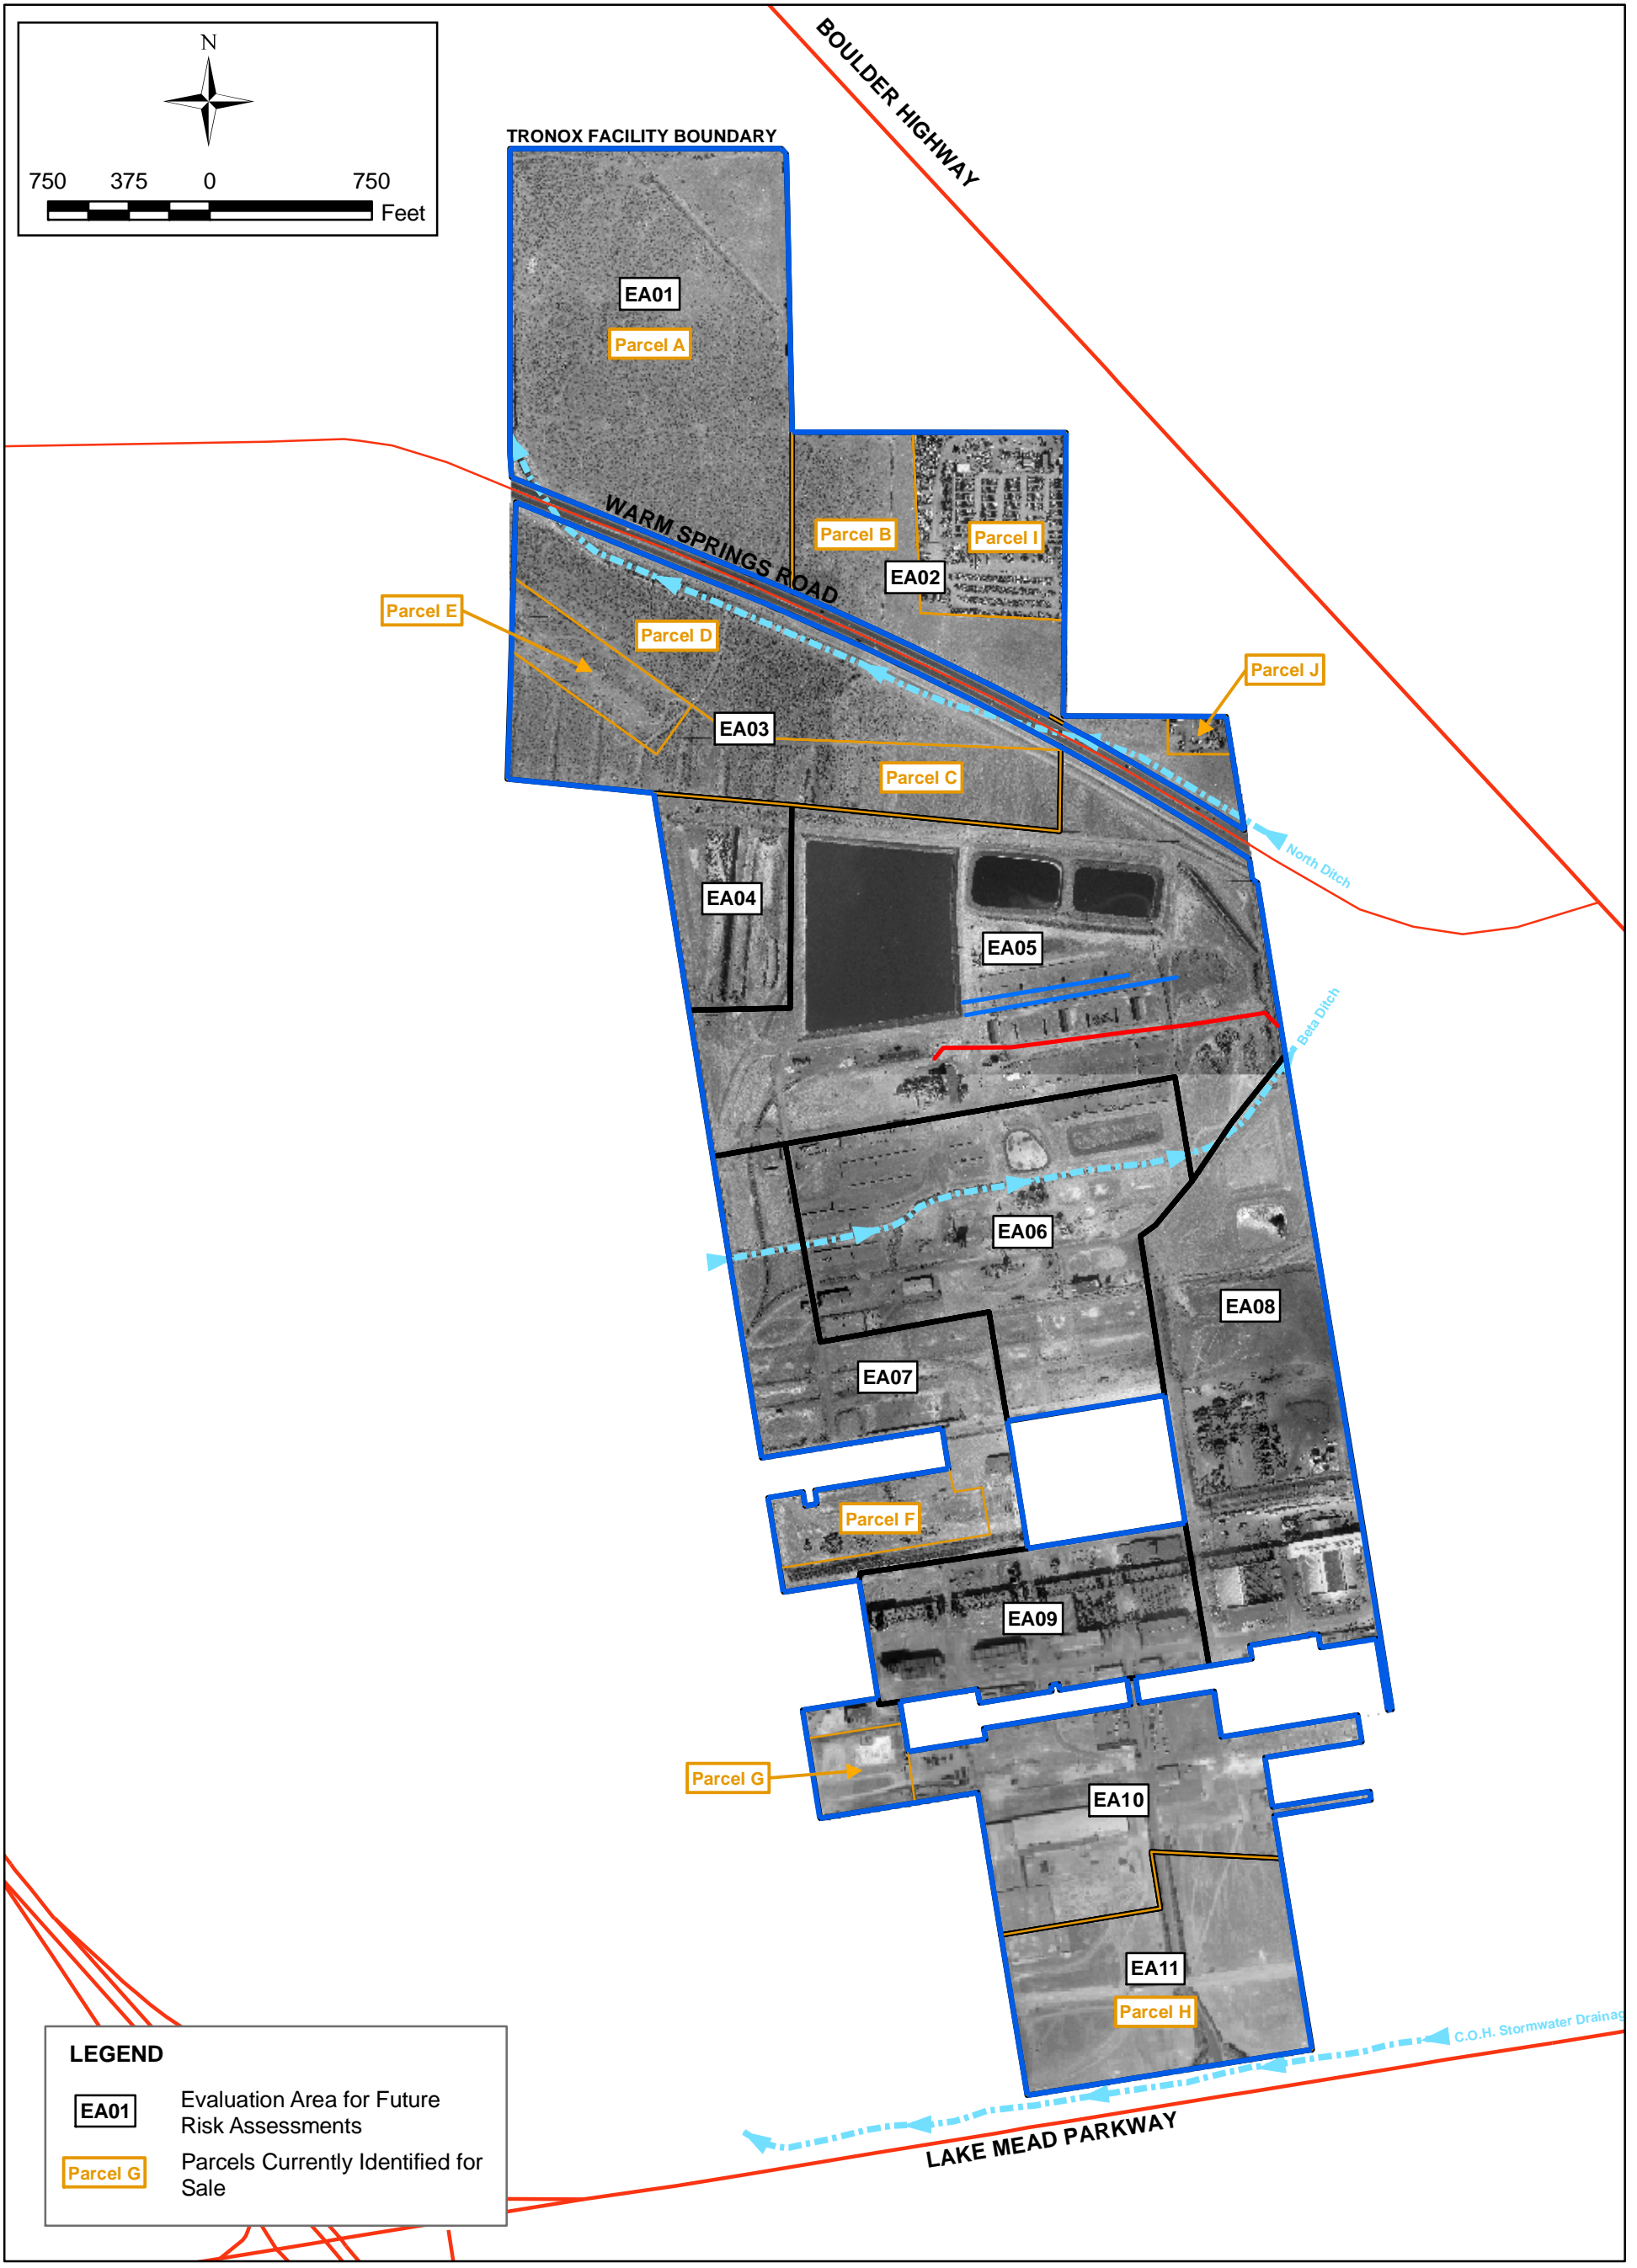 N
750 375 0 750
Feet
BOULDER HIGHWAY
TRONOX FACILITY BOUNDARY
EA01
Parcel A
WARM SPRINGS ROAD
Parcel B
Parcel I
EA02
Parcel E
Parcel D
Parcel J
EA03
Parcel C
North Ditch
EA04
EA05
Beta Ditch
EA06
EA08
EA07
Parcel F
EA09
Parcel G
EA10
EA11
Parcel H
C.O.H. Stormwater Drainag
LAKE MEAD PARKWAY
LEGEND
EA01
Evaluation Area for Future
Risk Assessments
Parcel G
Parcels Currently Identified for
Sale